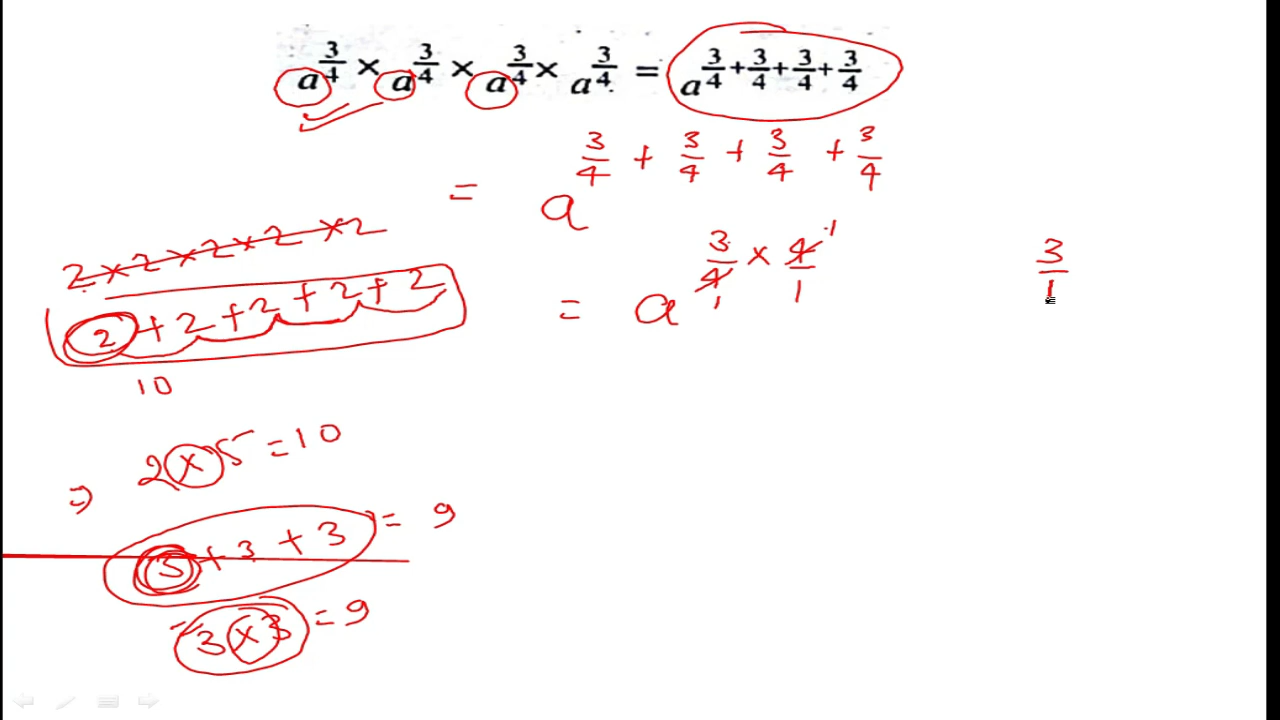 a^(3/4) × a^(3/4) × a^(3/4) × a^(3/4) = a^(3/4+3/4+3/4+3/4)
= a^(3/4 + 3/4 + 3/4 + 3/4)
= a^(3/4 × 4/1) 1 1
3/1
2×2×2×2×2
2+2+2+2+2
10
⇒ 2×5=10
3+3+3=9
=3×3=9